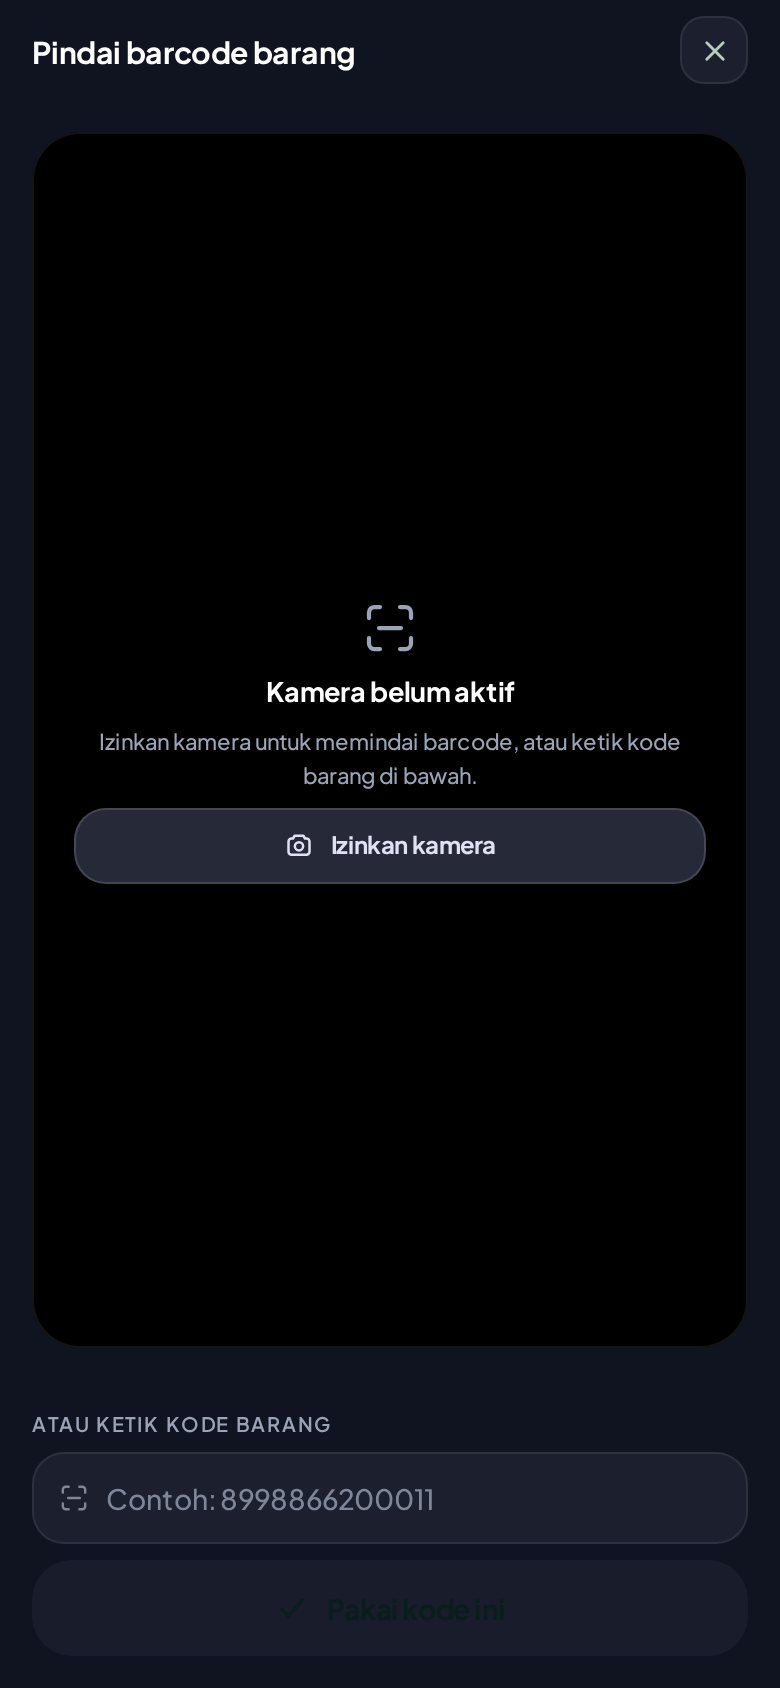 Pindai barcode barang
Kamera belum aktif
Izinkan kamera untuk memindai barcode, atau ketik kode
barang di bawah.
Izinkan kamera
ATAU KETIK KODE BARANG
Contoh: 8998866200011
Pakai kode ini